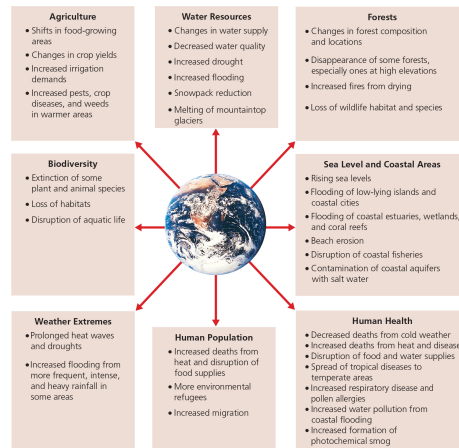 Agriculture
• Shifts in food-growing
areas
• Changes in crop yields
• Increased irrigation
demands
• Increased pests, crop
diseases, and weeds
in warmer areas
Water Resources
• Changes in water supply
• Decreased water quality
• Increased drought
• Increased flooding
• Snowpack reduction
• Melting of mountaintop
glaciers
Forests
• Changes in forest composition
and locations
• Disappearance of some forests,
especially ones at high elevations
• Increased fires from drying
• Loss of wildlife habitat and species
Biodiversity
• Extinction of some
plant and animal species
• Loss of habitats
• Disruption of aquatic life
Sea Level and Coastal Areas
• Rising sea levels
• Flooding of low-lying islands and
coastal cities
• Flooding of coastal estuaries, wetlands,
and coral reefs
• Beach erosion
• Disruption of coastal fisheries
• Contamination of coastal aquifers
with salt water
Weather Extremes
• Prolonged heat waves
and droughts
• Increased flooding from
more frequent, intense,
and heavy rainfall in
some areas
Human Population
• Increased deaths from
heat and disruption of
food supplies
• More environmental
refugees
• Increased migration
Human Health
• Decreased deaths from cold weather
• Increased deaths from heat and disease
• Disruption of food and water supplies
• Spread of tropical diseases to
temperate areas
• Increased respiratory disease and
pollen allergies
• Increased water pollution from
coastal flooding
• Increased formation of
photochemical smog